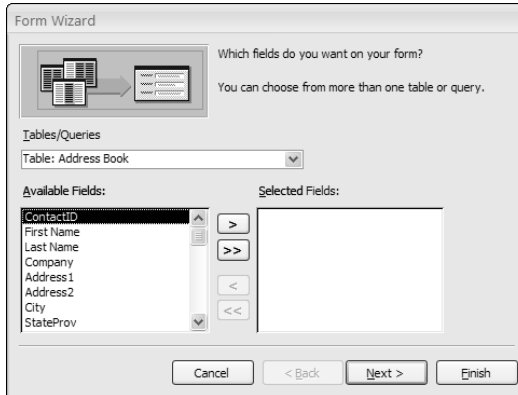 Form Wizard
Which fields do you want on your form?
You can choose from more than one table or query.
Tables/Queries
Table: Address Book
Available Fields:
Selected Fields:
ContactID
First Name
Last Name
Company
Address1
Address2
City
StateProv
>
>>
<
<<
Cancel
< Back
Next >
Finish